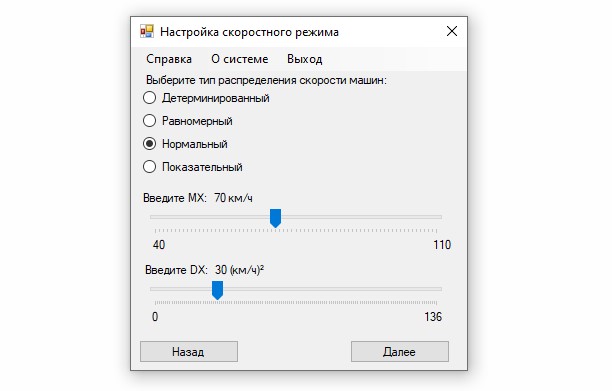 Настройка скоростного режима
Справка О системе Выход
Выберите тип распределения скорости машин:
Детерминированный
Равномерный
Нормальный
Показательный
Введите МХ: 70 км/ч
40 110
Введите DX: 30 (км/ч)²
0 136
Назад Далее